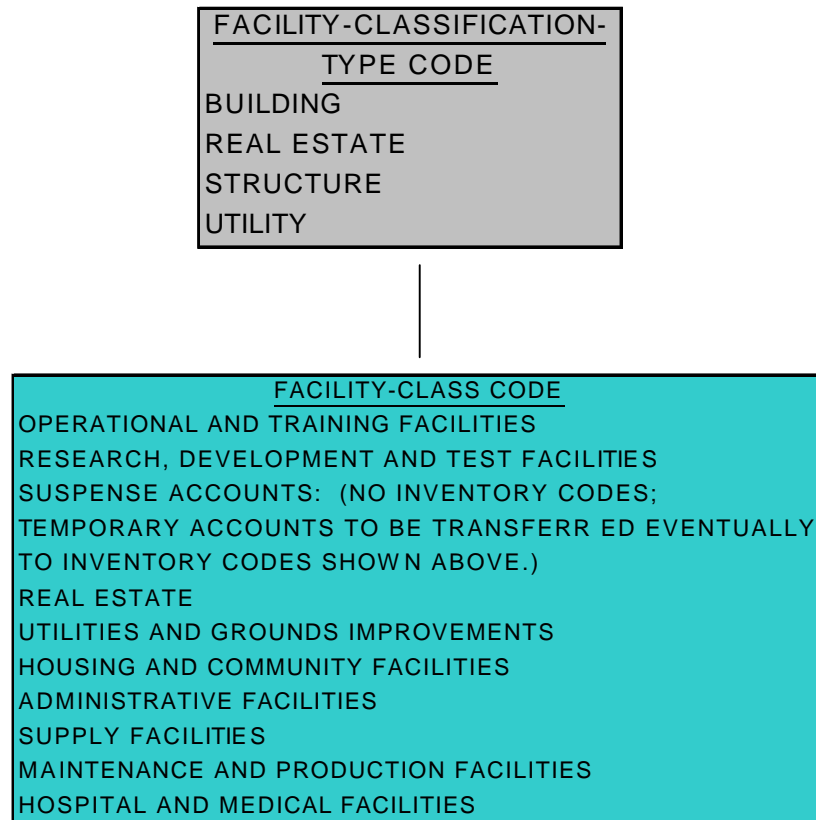 FACILITY-CLASSIFICATION-
TYPE CODE
BUILDING
REAL ESTATE
STRUCTURE
UTILITY
FACILITY-CLASS CODE
OPERATIONAL AND TRAINING FACILITIES
RESEARCH, DEVELOPMENT AND TEST FACILITIES
SUSPENSE ACCOUNTS: (NO INVENTORY CODES;
TEMPORARY ACCOUNTS TO BE TRANSFERR ED EVENTUALLY
TO INVENTORY CODES SHOWN ABOVE.)
REAL ESTATE
UTILITIES AND GROUNDS IMPROVEMENTS
HOUSING AND COMMUNITY FACILITIES
ADMINISTRATIVE FACILITIES
SUPPLY FACILITIES
MAINTENANCE AND PRODUCTION FACILITIES
HOSPITAL AND MEDICAL FACILITIES